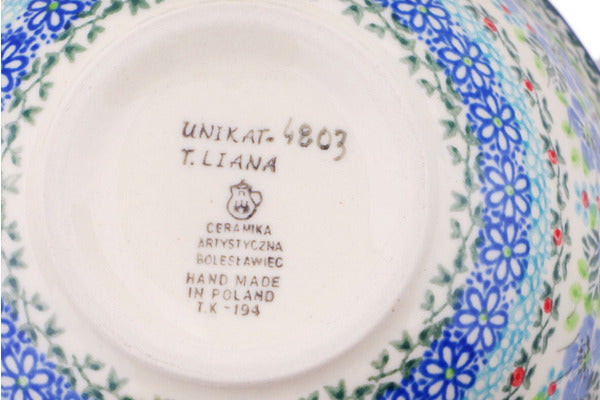 UNIKAT-4803
T. LIANA
CERAMIKA
ARTYSTYCZNA
BOLESŁAWIEC
HAND MADE
IN POLAND
T.K-194